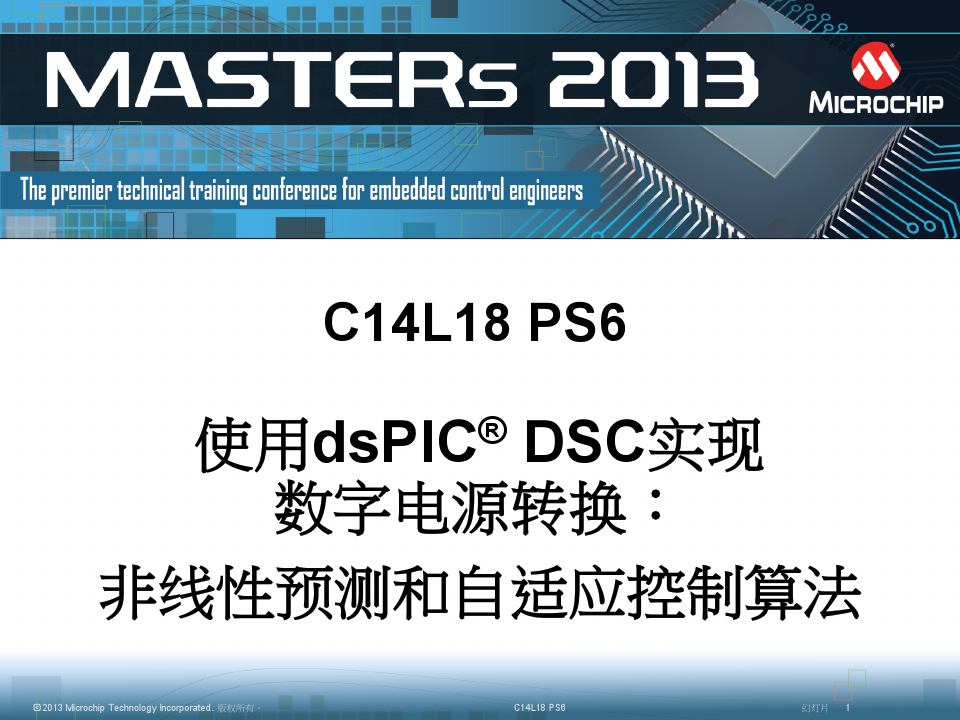 MASTERs 2013
MICROCHIP
The premier technical training conference for embedded control engineers
C14L18 PS6
使用dsPIC® DSC实现
数字电源转换：
非线性预测和自适应控制算法
© 2013 Microchip Technology Incorporated. 版权所有。
C14L18 PS6
幻灯片 1